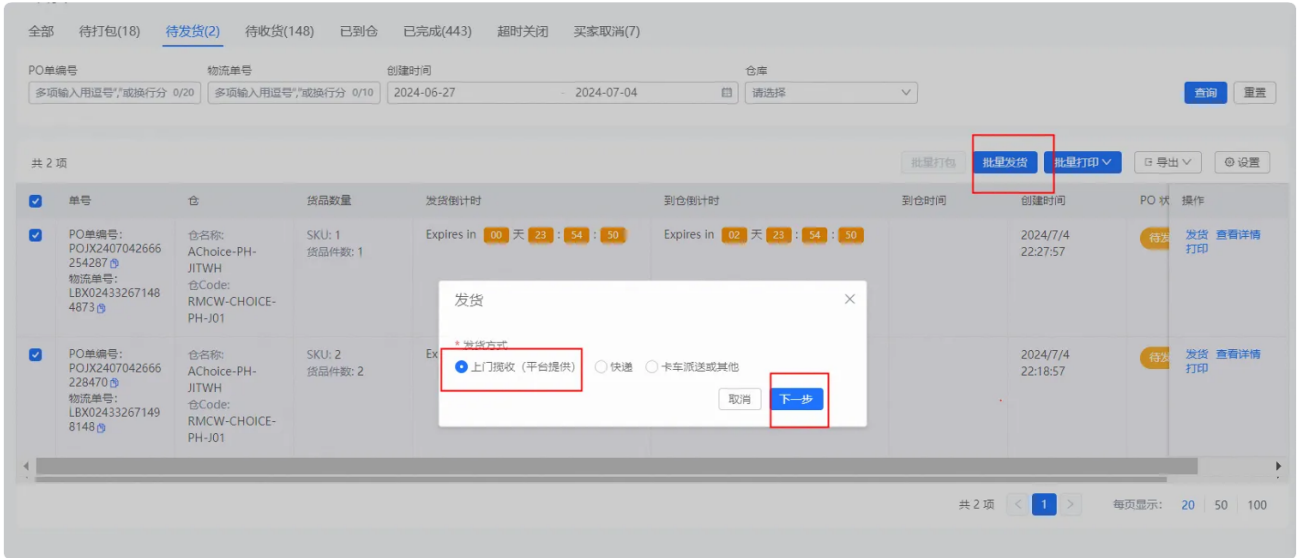 全部 待打包(18) 待发货(2) 待收货(148) 已到仓 已完成(443) 超时关闭 买家取消(7)
PO单编号 物流单号 创建时间 仓库
多项输入用逗号","或换行分 0/20 多项输入用逗号","或换行分 0/10 2024-06-27 - 2024-07-04 请选择 查询 重置
共 2 项 批量打包 批量发货 批量打印 导出 设置
单号 仓 货品数量 发货倒计时 到仓倒计时 到仓时间 创建时间 PO 状 操作
PO单编号:
POJX2407042666
254287
物流单号:
LBX02433267148
4873
仓名称:
AChoice-PH-
JITWH
仓Code:
RMCW-CHOICE-
PH-J01
SKU: 1
货品件数: 1
Expires in 00 天 23 : 54 : 50
Expires in 02 天 23 : 54 : 50
2024/7/4
22:27:57
待发
发货 查看详情
打印
发货
* 发货方式
上门揽收（平台提供） 快递 卡车派送或其他
取消 下一步
PO单编号:
POJX2407042666
228470
物流单号:
LBX02433267149
8148
仓名称:
AChoice-PH-
JITWH
仓Code:
RMCW-CHOICE-
PH-J01
SKU: 2
货品件数: 2
Ex
2024/7/4
22:18:57
待发
发货 查看详情
打印
共 2 项 < 1 > 每页显示: 20 50 100